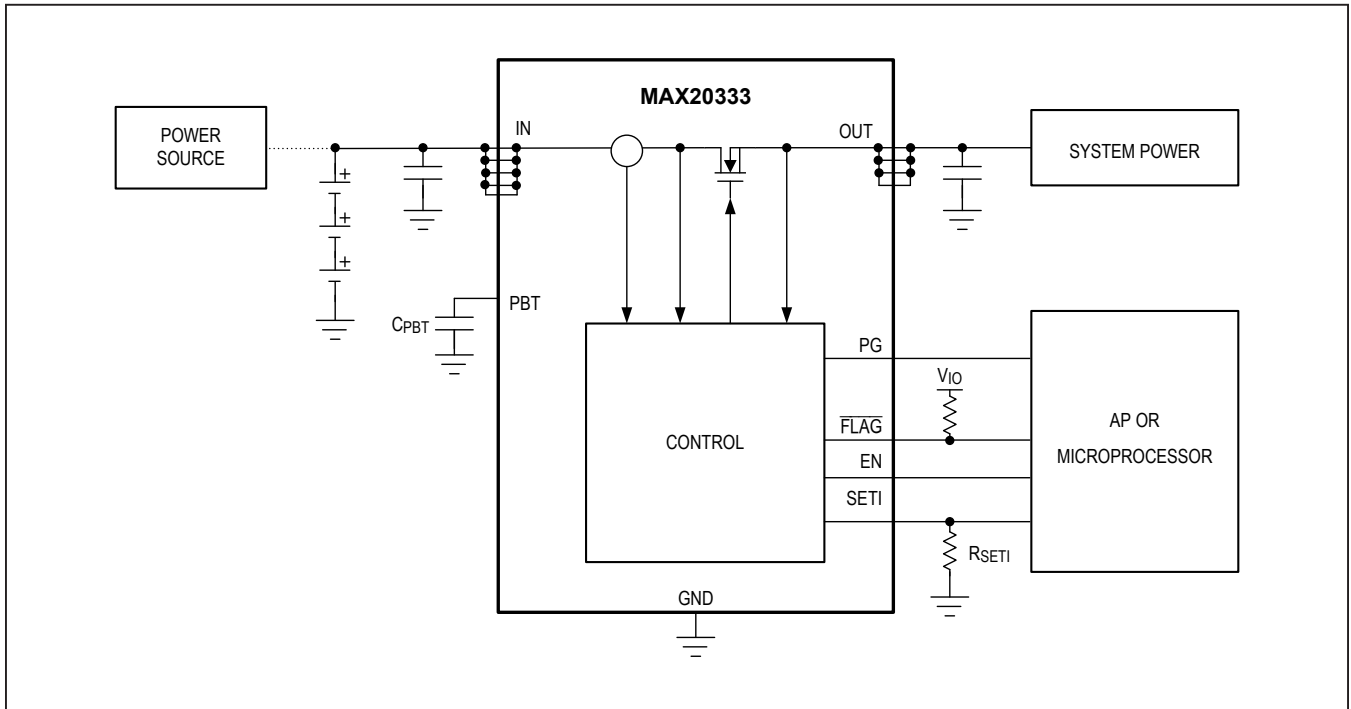 MAX20333
POWER
SOURCE
IN
OUT
SYSTEM POWER
+
+
+
PBT
CPBT
CONTROL
PG
VIO
FLAG
EN
SETI
RSETI
AP OR
MICROPROCESSOR
GND